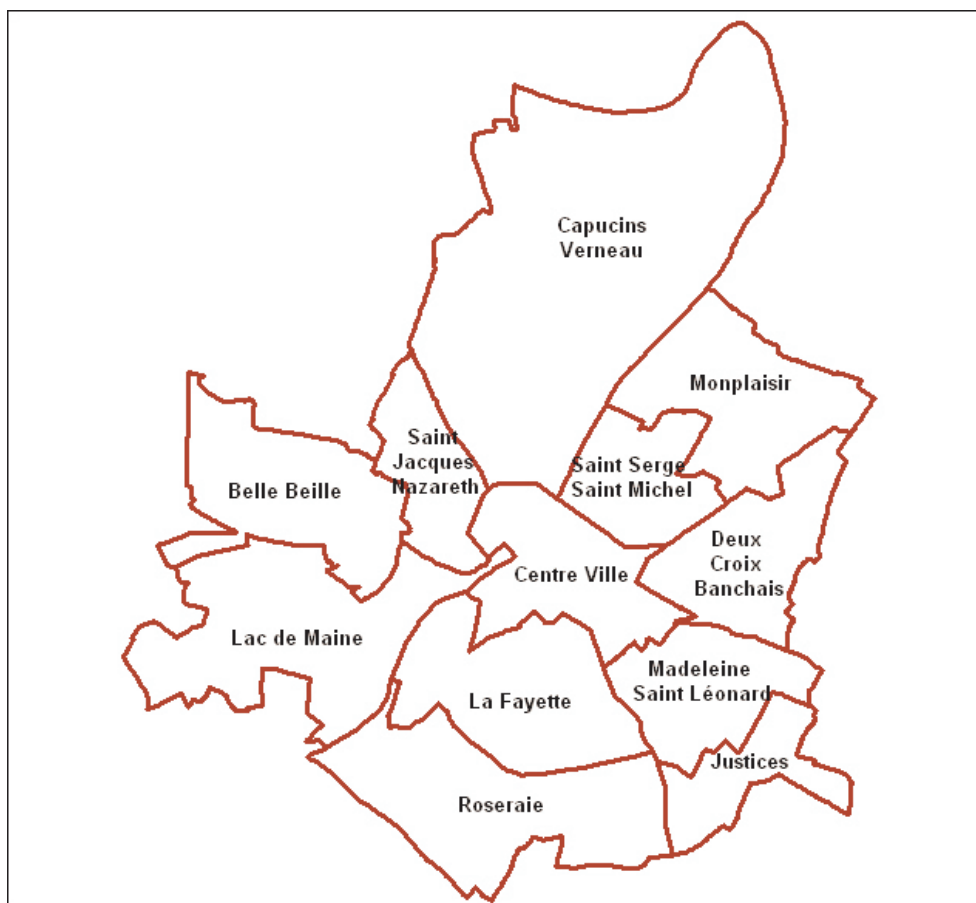 Capucins
Verneau
Monplaisir
Saint
Jacques
Nazareth
Saint Serge
Saint Michel
Belle Beille
Deux
Croix
Banchais
Centre Ville
Lac de Maine
Madeleine
Saint Léonard
La Fayette
Justices
Roseraie